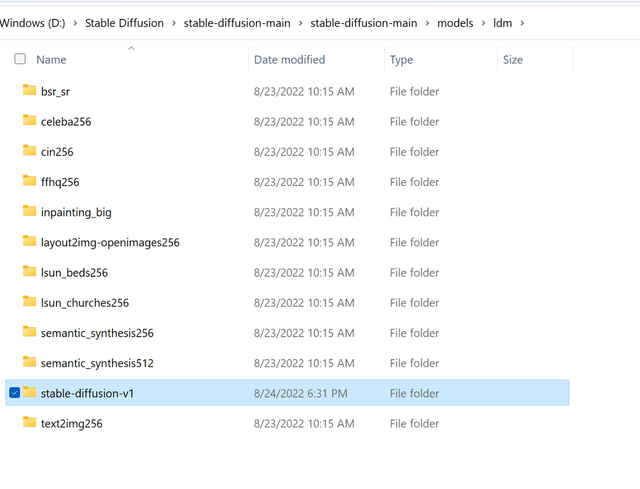 Windows (D:) > Stable Diffusion > stable-diffusion-main > stable-diffusion-main > models > ldm >
Name Date modified Type Size
bsr_sr 8/23/2022 10:15 AM File folder
celeba256 8/23/2022 10:15 AM File folder
cin256 8/23/2022 10:15 AM File folder
ffhq256 8/23/2022 10:15 AM File folder
inpainting_big 8/23/2022 10:15 AM File folder
layout2img-openimages256 8/23/2022 10:15 AM File folder
lsun_beds256 8/23/2022 10:15 AM File folder
lsun_churches256 8/23/2022 10:15 AM File folder
semantic_synthesis256 8/23/2022 10:15 AM File folder
semantic_synthesis512 8/23/2022 10:15 AM File folder
stable-diffusion-v1 8/24/2022 6:31 PM File folder
text2img256 8/23/2022 10:15 AM File folder